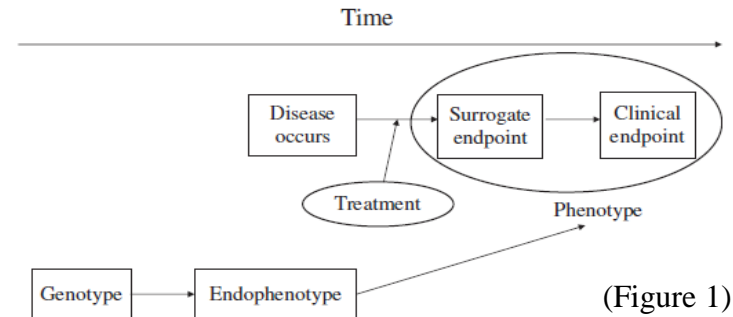 Time
Disease
occurs
Surrogate
endpoint
Clinical
endpoint
Treatment
Phenotype
Genotype
Endophenotype
(Figure 1)